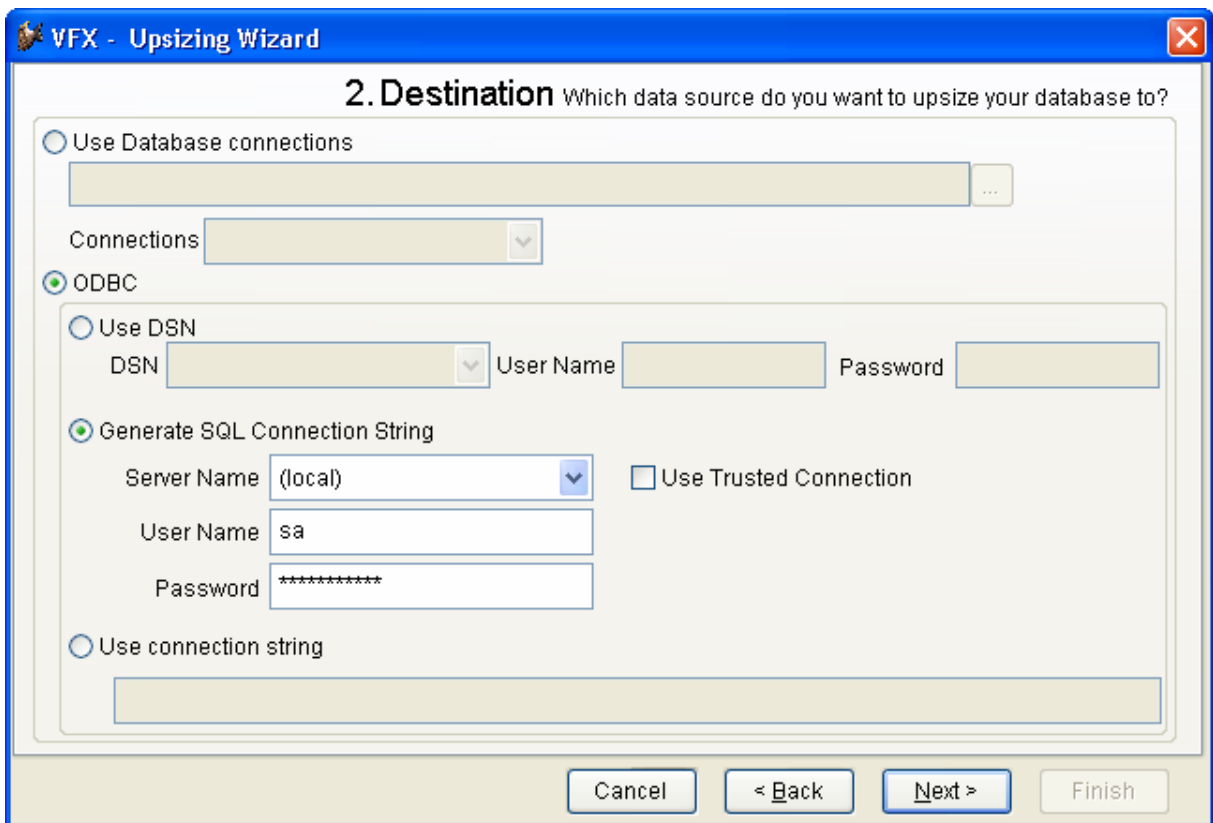 VFX - Upsizing Wizard
2. Destination Which data source do you want to upsize your database to?
Use Database connections
...
Connections
ODBC
Use DSN
DSN User Name Password
Generate SQL Connection String
Server Name (local) Use Trusted Connection
User Name sa
Password ***********
Use connection string
Cancel < Back Next > Finish